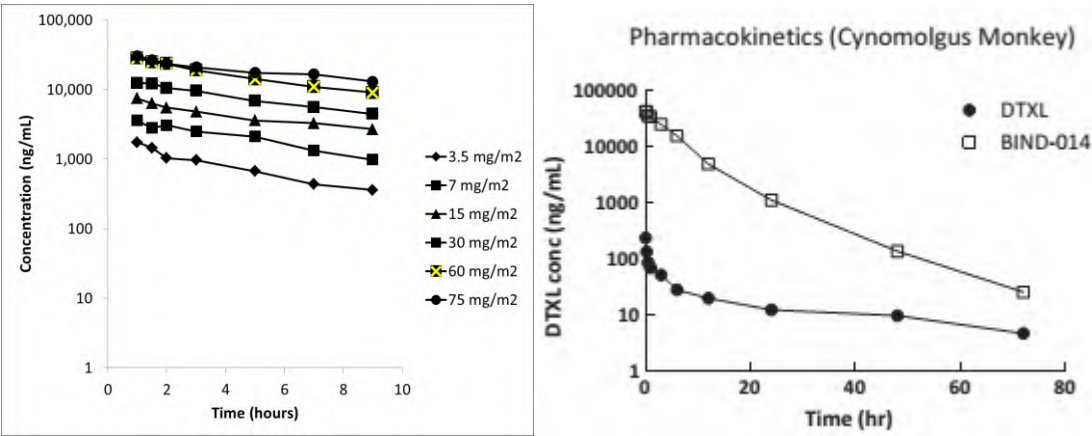 100,000
10,000
1,000
100
10
1
Concentration (ng/mL)
0
2
4
6
8
10
Time (hours)
3.5 mg/m2
7 mg/m2
15 mg/m2
30 mg/m2
60 mg/m2
75 mg/m2
Pharmacokinetics (Cynomolgus Monkey)
1000000
10000
1000
100
10
1
DTXL conc (ng/mL)
0
20
40
60
80
Time (hr)
DTXL
BIND-014